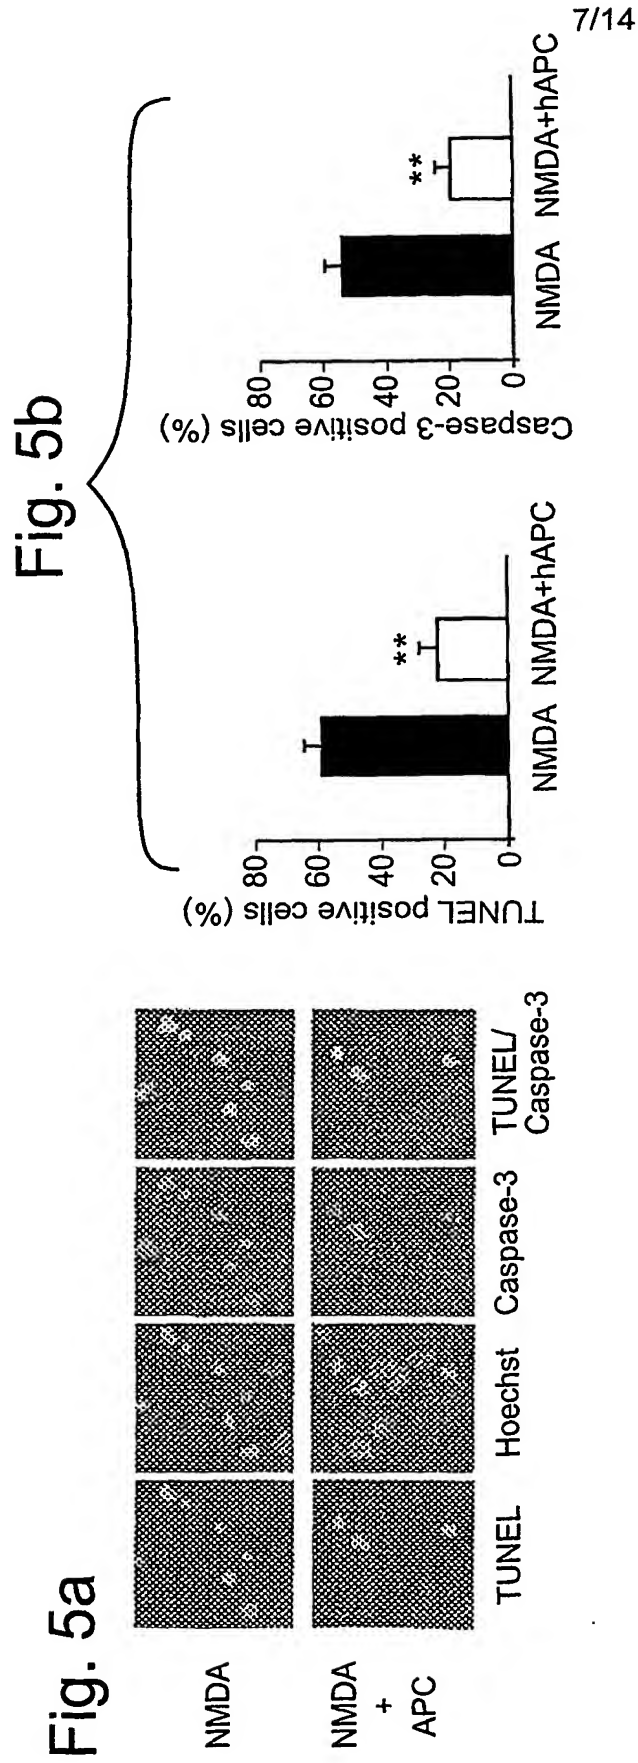 7/14
Fig. 5a
NMDA
NMDA
+
APC
TUNEL
Hoechst
Caspase-3
TUNEL/
Caspase-3
Fig. 5b
TUNEL positive cells (%)
80
60
40
20
0
**
NMDA
NMDA+hAPC
Caspase-3 positive cells (%)
80
60
40
20
0
**
NMDA
NMDA+hAPC